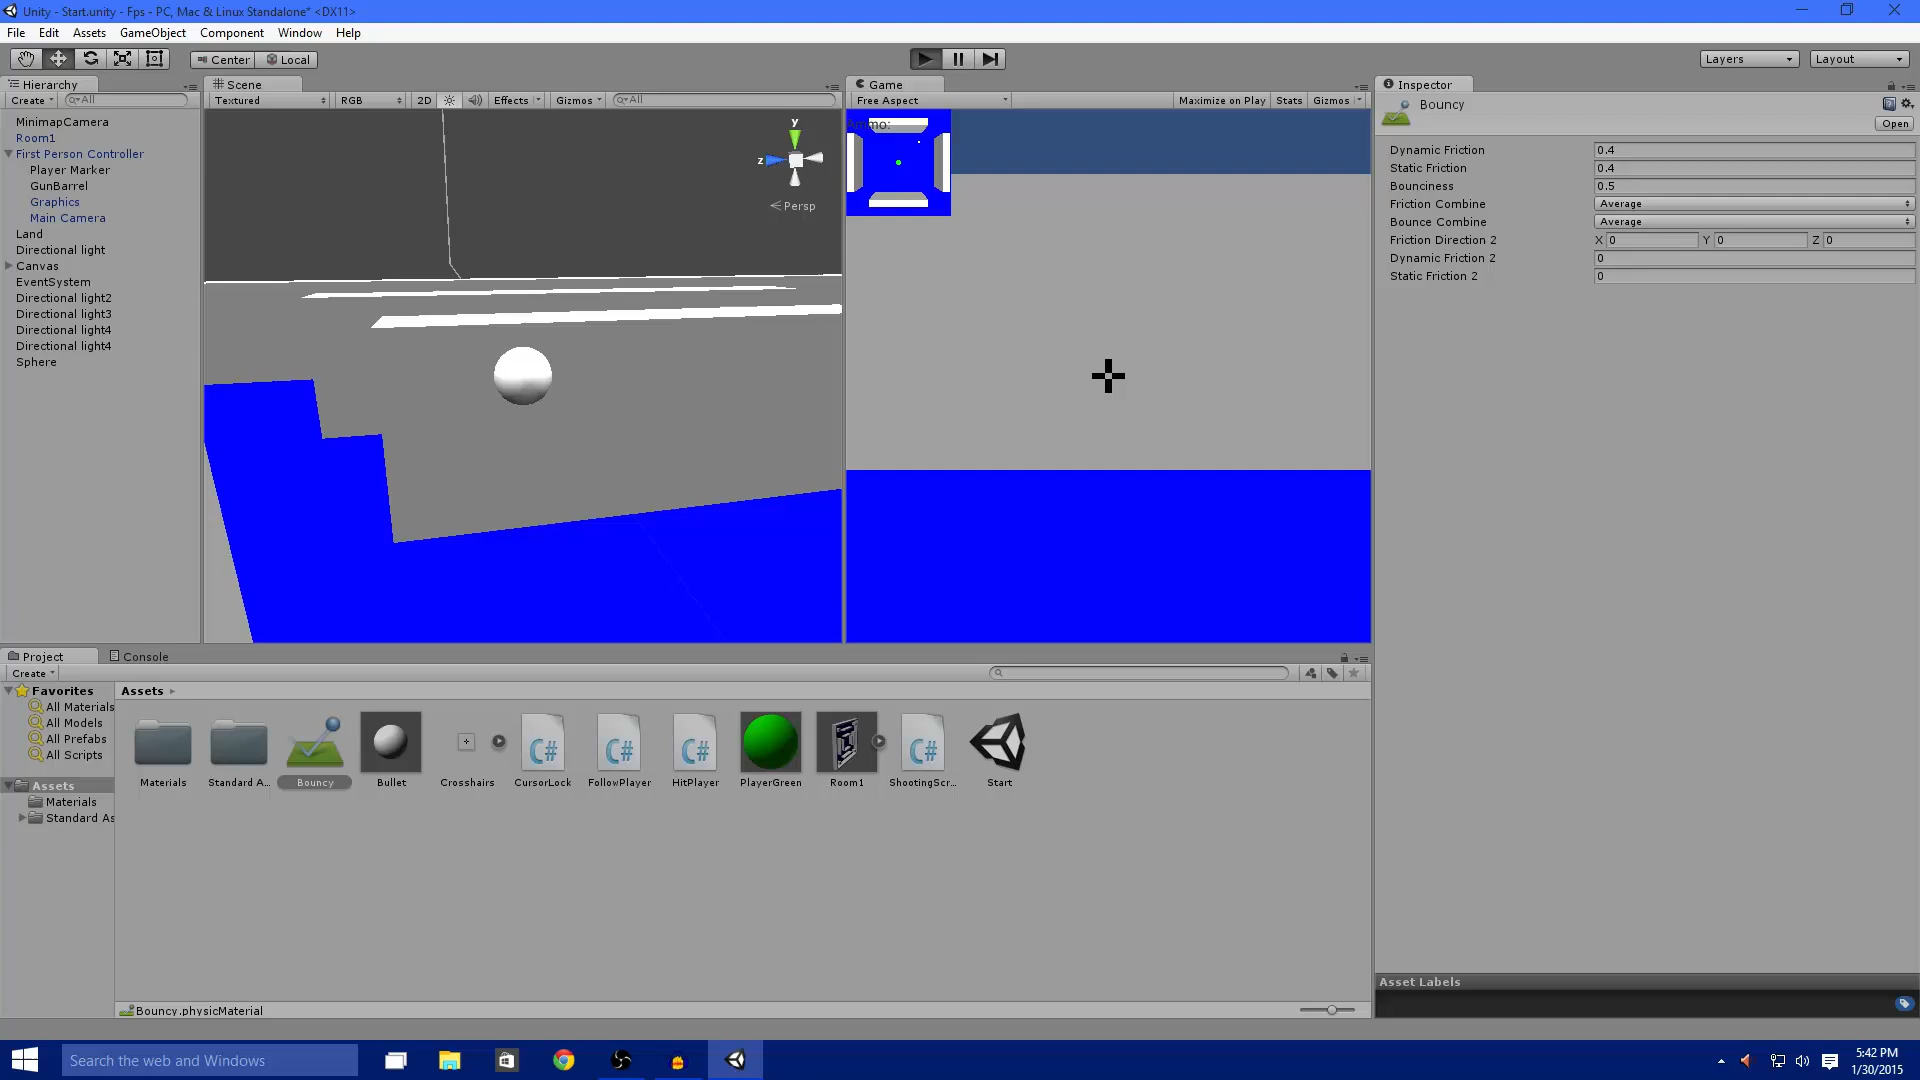 Unity - Start.unity - Fps - PC, Mac & Linux Standalone* <DX11>
File Edit Assets GameObject Component Window Help
Center Local Layers Layout
Hierarchy
Create All
MinimapCamera
Room1
First Person Controller
Player Marker
GunBarrel
Graphics
Main Camera
Land
Directional light
Canvas
EventSystem
Directional light2
Directional light3
Directional light4
Directional light4
Sphere
Scene
Textured RGB 2D Effects Gizmos All
y
z
Persp
Game
Free Aspect Maximize on Play Stats Gizmos
Ammo:
Inspector
Bouncy
Open
Dynamic Friction 0.4
Static Friction 0.4
Bounciness 0.5
Friction Combine Average
Bounce Combine Average
Friction Direction 2 X 0 Y 0 Z 0
Dynamic Friction 2 0
Static Friction 2 0
Project Console
Create
Favorites
All Materials
All Models
All Prefabs
All Scripts
Assets
Materials
Standard As
Assets
Materials Standard A... Bouncy Bullet Crosshairs CursorLock FollowPlayer HitPlayer PlayerGreen Room1 ShootingScr... Start
C# C# C# C#
Bouncy.physicMaterial
Asset Labels
Search the web and Windows
5:42 PM
1/30/2015